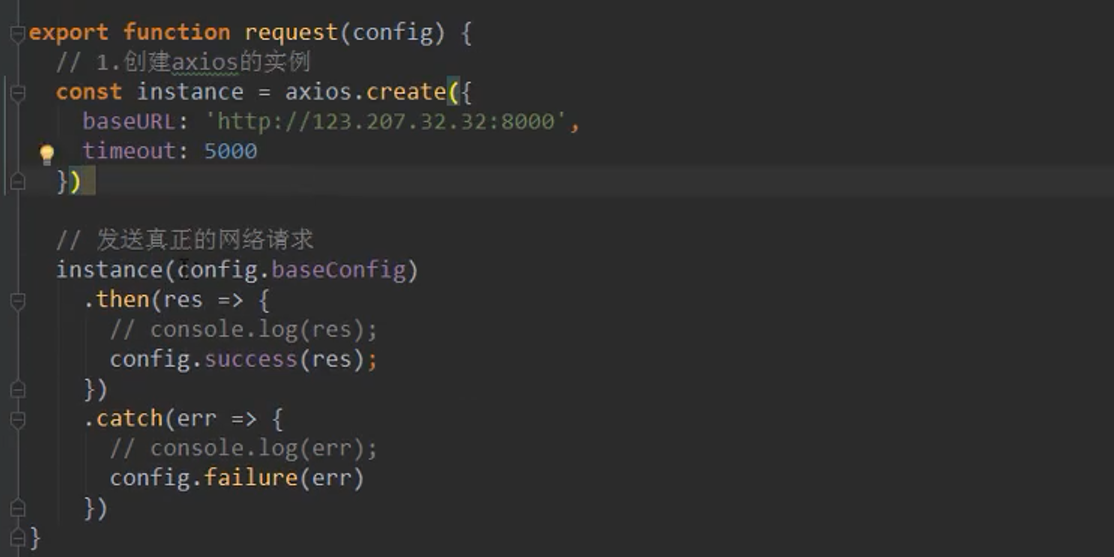 export function request(config) {
  // 1.创建axios的实例
  const instance = axios.create({
    baseURL: 'http://123.207.32.32:8000',
    timeout: 5000
  })
  // 发送真正的网络请求
  instance(config.baseConfig)
    .then(res => {
      // console.log(res);
      config.success(res);
    })
    .catch(err => {
      // console.log(err);
      config.failure(err)
    })
}